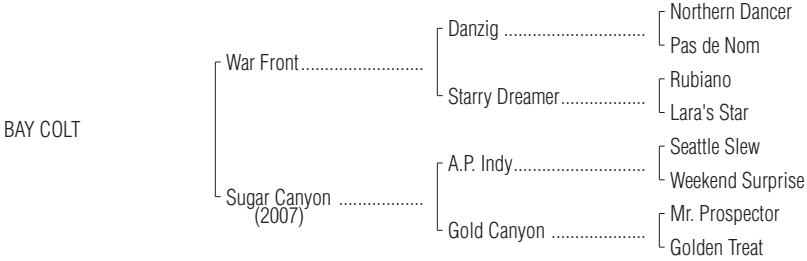 Northern Dancer
Danzig ..............................
Pas de Nom
War Front..........................
Rubiano
Starry Dreamer..................
Lara's Star
BAY COLT
Seattle Slew
A.P. Indy............................
Weekend Surprise
Sugar Canyon ..................
(2007)
Mr. Prospector
Gold Canyon ....................
Golden Treat